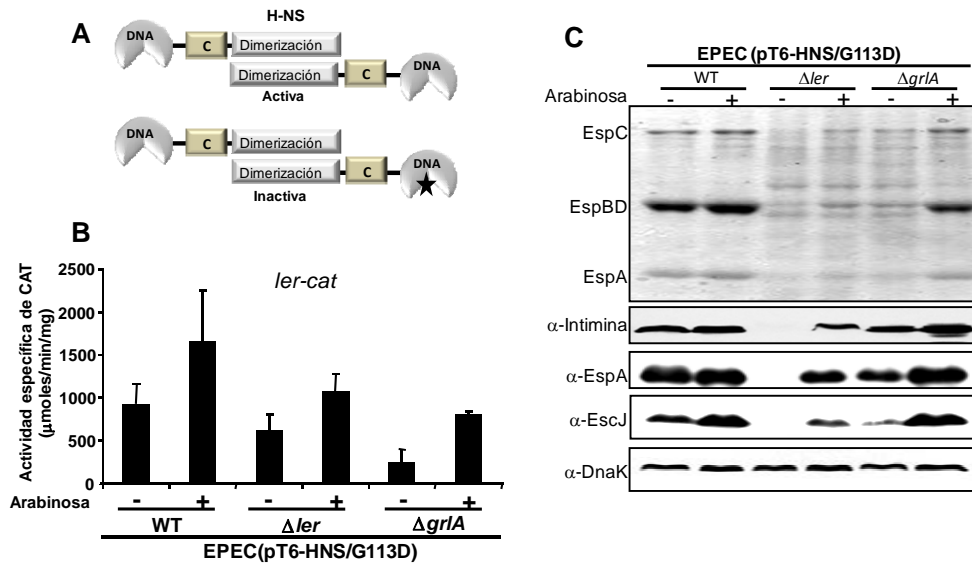 A
H-NS
DNA C Dimerización
Dimerización C DNA
Activa
DNA C Dimerización
Dimerización C DNA
Inactiva
B
ler-cat
Actividad específica de CAT
(µmoles/min/mg)
2500
2000
1500
1000
500
0
Arabinosa - + - + - +
WT Δler ΔgrlA
EPEC(pT6-HNS/G113D)
C
EPEC (pT6-HNS/G113D)
WT Δler ΔgrlA
Arabinosa - + - + - +
EspC
EspBD
EspA
α-Intimina
α-EspA
α-EscJ
α-DnaK